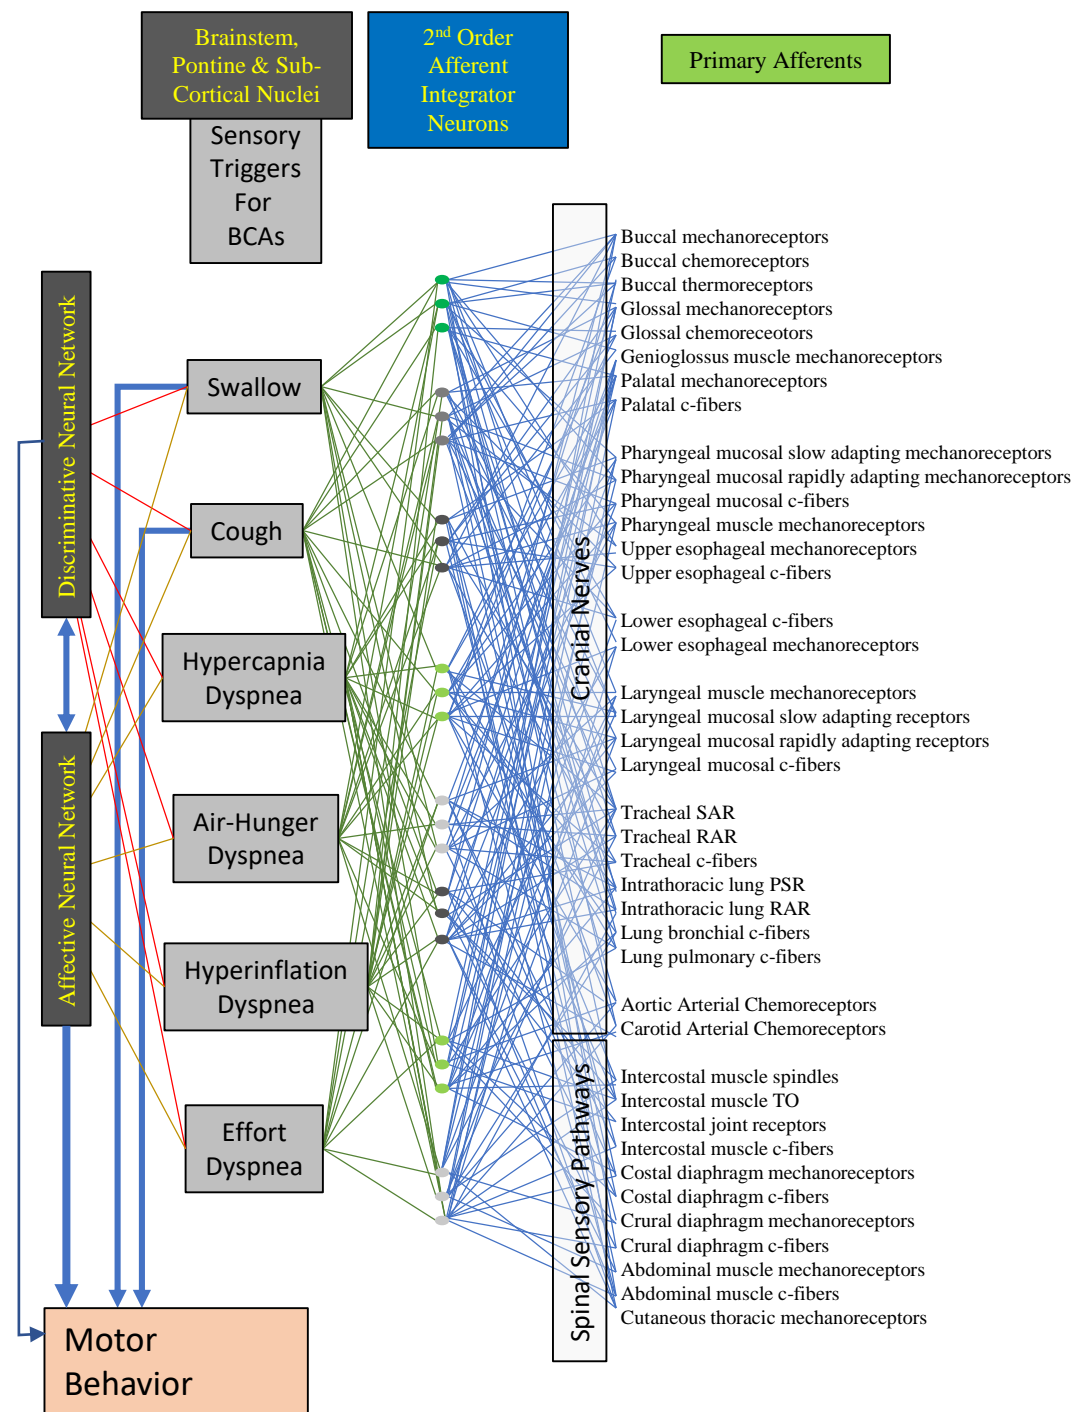 Brainstem,
Pontine & Sub-
Cortical Nuclei
2nd Order
Afferent
Integrator
Neurons
Primary Afferents
Sensory
Triggers
For
BCAs
Discriminative Neural Network
Affective Neural Network
Swallow
Cough
Hypercapnia
Dyspnea
Air-Hunger
Dyspnea
Hyperinflation
Dyspnea
Effort
Dyspnea
Motor
Behavior
Cranial Nerves
Spinal Sensory Pathways
Buccal mechanoreceptors
Buccal chemoreceptors
Buccal thermoreceptors
Glossal mechanoreceptors
Glossal chemoreceotors
Genioglossus muscle mechanoreceptors
Palatal mechanoreceptors
Palatal c-fibers
Pharyngeal mucosal slow adapting mechanoreceptors
Pharyngeal mucosal rapidly adapting mechanoreceptors
Pharyngeal mucosal c-fibers
Pharyngeal muscle mechanoreceptors
Upper esophageal mechanoreceptors
Upper esophageal c-fibers
Lower esophageal c-fibers
Lower esophageal mechanoreceptors
Laryngeal muscle mechanoreceptors
Laryngeal mucosal slow adapting receptors
Laryngeal mucosal rapidly adapting receptors
Laryngeal mucosal c-fibers
Tracheal SAR
Tracheal RAR
Tracheal c-fibers
Intrathoracic lung PSR
Intrathoracic lung RAR
Lung bronchial c-fibers
Lung pulmonary c-fibers
Aortic Arterial Chemoreceptors
Carotid Arterial Chemoreceptors
Intercostal muscle spindles
Intercostal muscle TO
Intercostal joint receptors
Intercostal muscle c-fibers
Costal diaphragm mechanoreceptors
Costal diaphragm c-fibers
Crural diaphragm mechanoreceptors
Crural diaphragm c-fibers
Abdominal muscle mechanoreceptors
Abdominal muscle c-fibers
Cutaneous thoracic mechanoreceptors